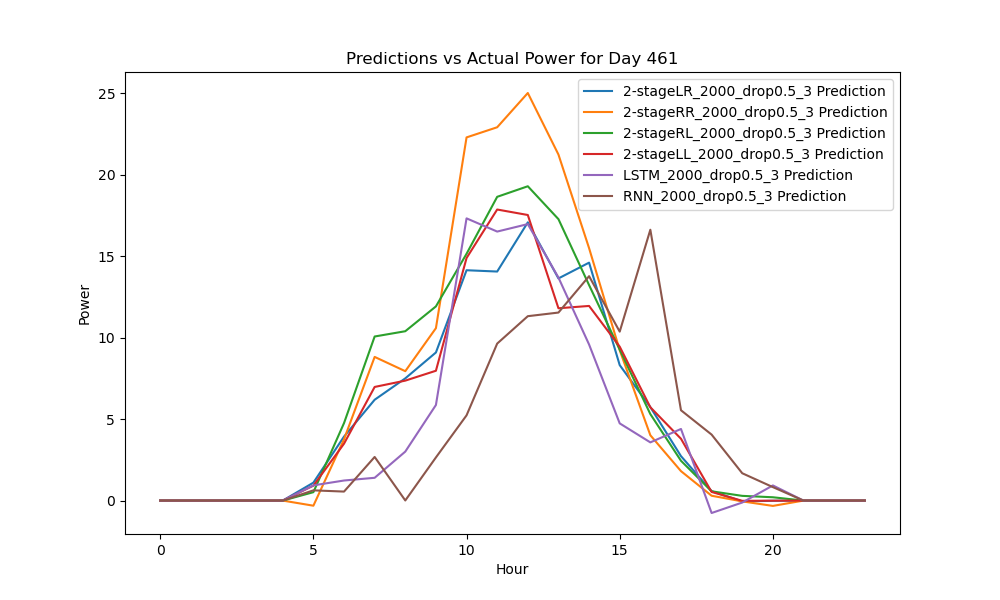 Predictions vs Actual Power for Day 461
2-stageLR_2000_drop0.5_3 Prediction
2-stageRR_2000_drop0.5_3 Prediction
2-stageRL_2000_drop0.5_3 Prediction
2-stageLL_2000_drop0.5_3 Prediction
LSTM_2000_drop0.5_3 Prediction
RNN_2000_drop0.5_3 Prediction
25
20
15
10
5
0
Power
0 5 10 15 20
Hour